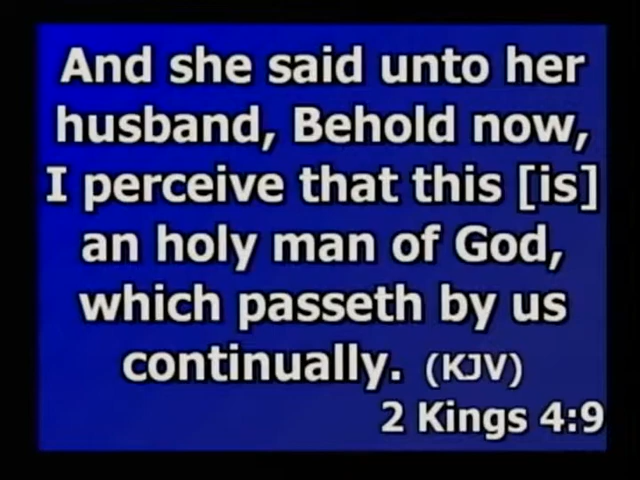 And she said unto her
husband, Behold now,
I perceive that this [is]
an holy man of God,
which passeth by us
continually. (KJV)
2 Kings 4:9